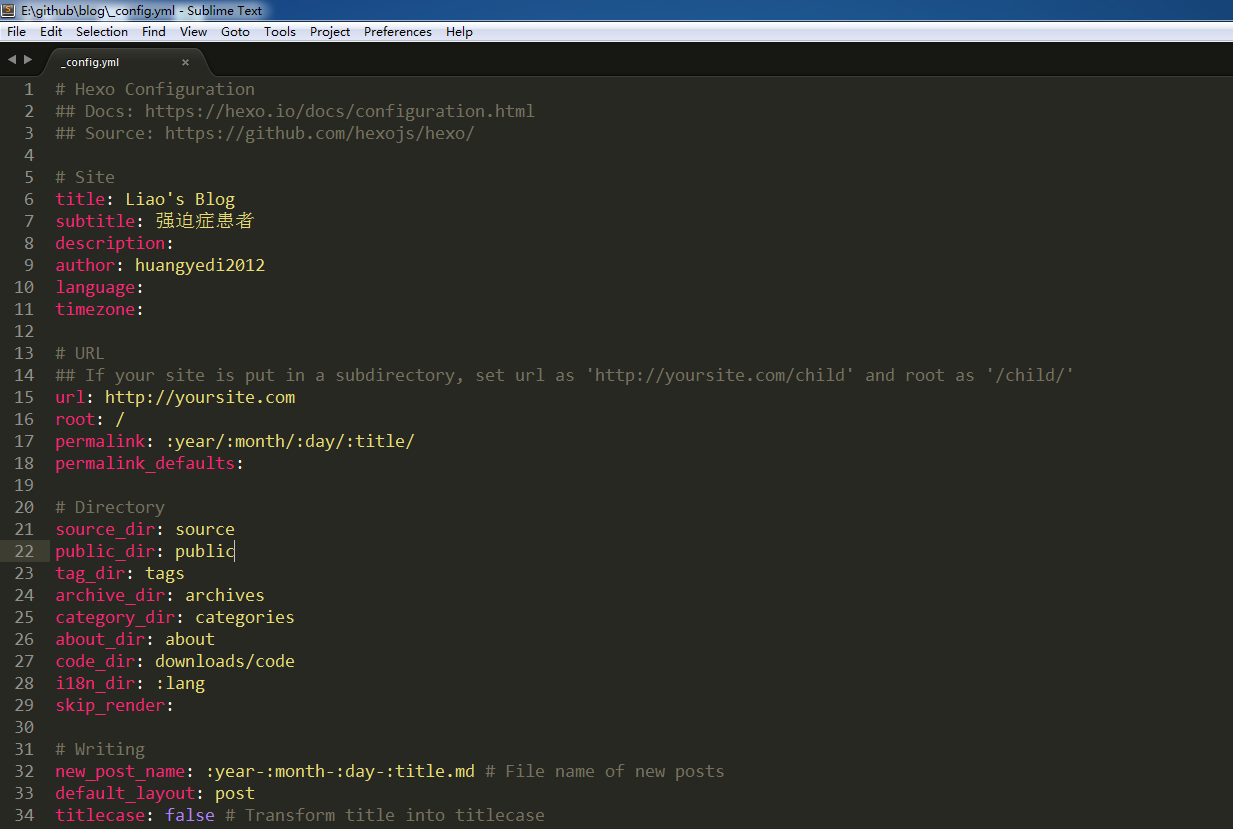 E:\github\blog\_config.yml - Sublime Text
File Edit Selection Find View Goto Tools Project Preferences Help
_config.yml ×
1 # Hexo Configuration
2 ## Docs: https://hexo.io/docs/configuration.html
3 ## Source: https://github.com/hexojs/hexo/
4
5 # Site
6 title: Liao's Blog
7 subtitle: 强迫症患者
8 description:
9 author: huangyedi2012
10 language:
11 timezone:
12
13 # URL
14 ## If your site is put in a subdirectory, set url as 'http://yoursite.com/child' and root as '/child/'
15 url: http://yoursite.com
16 root: /
17 permalink: :year/:month/:day/:title/
18 permalink_defaults:
19
20 # Directory
21 source_dir: source
22 public_dir: public
23 tag_dir: tags
24 archive_dir: archives
25 category_dir: categories
26 about_dir: about
27 code_dir: downloads/code
28 i18n_dir: :lang
29 skip_render:
30
31 # Writing
32 new_post_name: :year-:month-:day-:title.md # File name of new posts
33 default_layout: post
34 titlecase: false # Transform title into titlecase